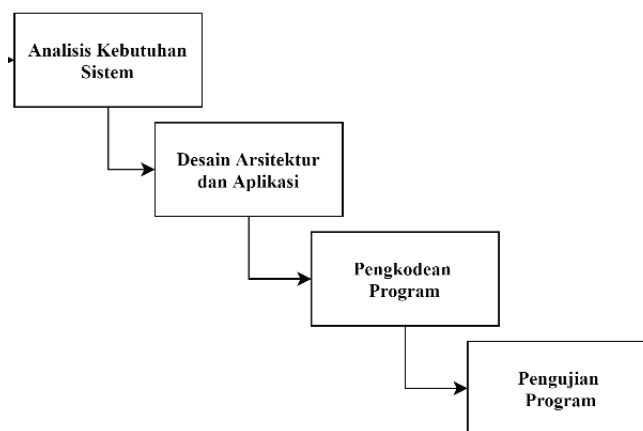 Analisis Kebutuhan
Sistem
Desain Arsitektur
dan Aplikasi
Pengkodean
Program
Pengujian
Program